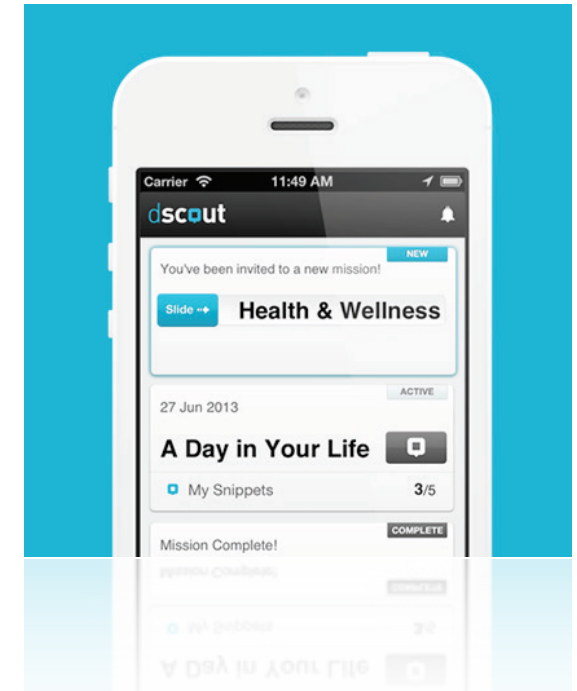 Carrier 11:49 AM
dscout
NEW
You've been invited to a new mission!
Slide
Health & Wellness
ACTIVE
27 Jun 2013
A Day in Your Life
My Snippets 3/5
COMPLETE
Mission Complete!